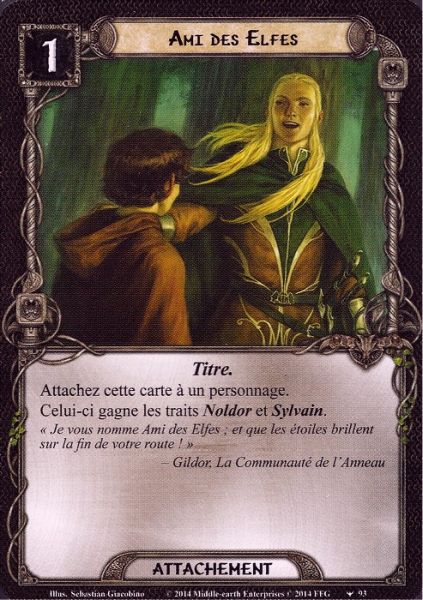 1
AMI DES ELFES
Titre.
Attachez cette carte à un personnage.
Celui-ci gagne les traits Noldor et Sylvain.
« Je vous nomme Ami des Elfes ; et que les étoiles brillent
sur la fin de votre route ! »
– Gildor, La Communauté de l'Anneau
ATTACHEMENT
Illus. Sebastian Giacobino © 2014 Middle-earth Enterprises © 2014 FFG 93